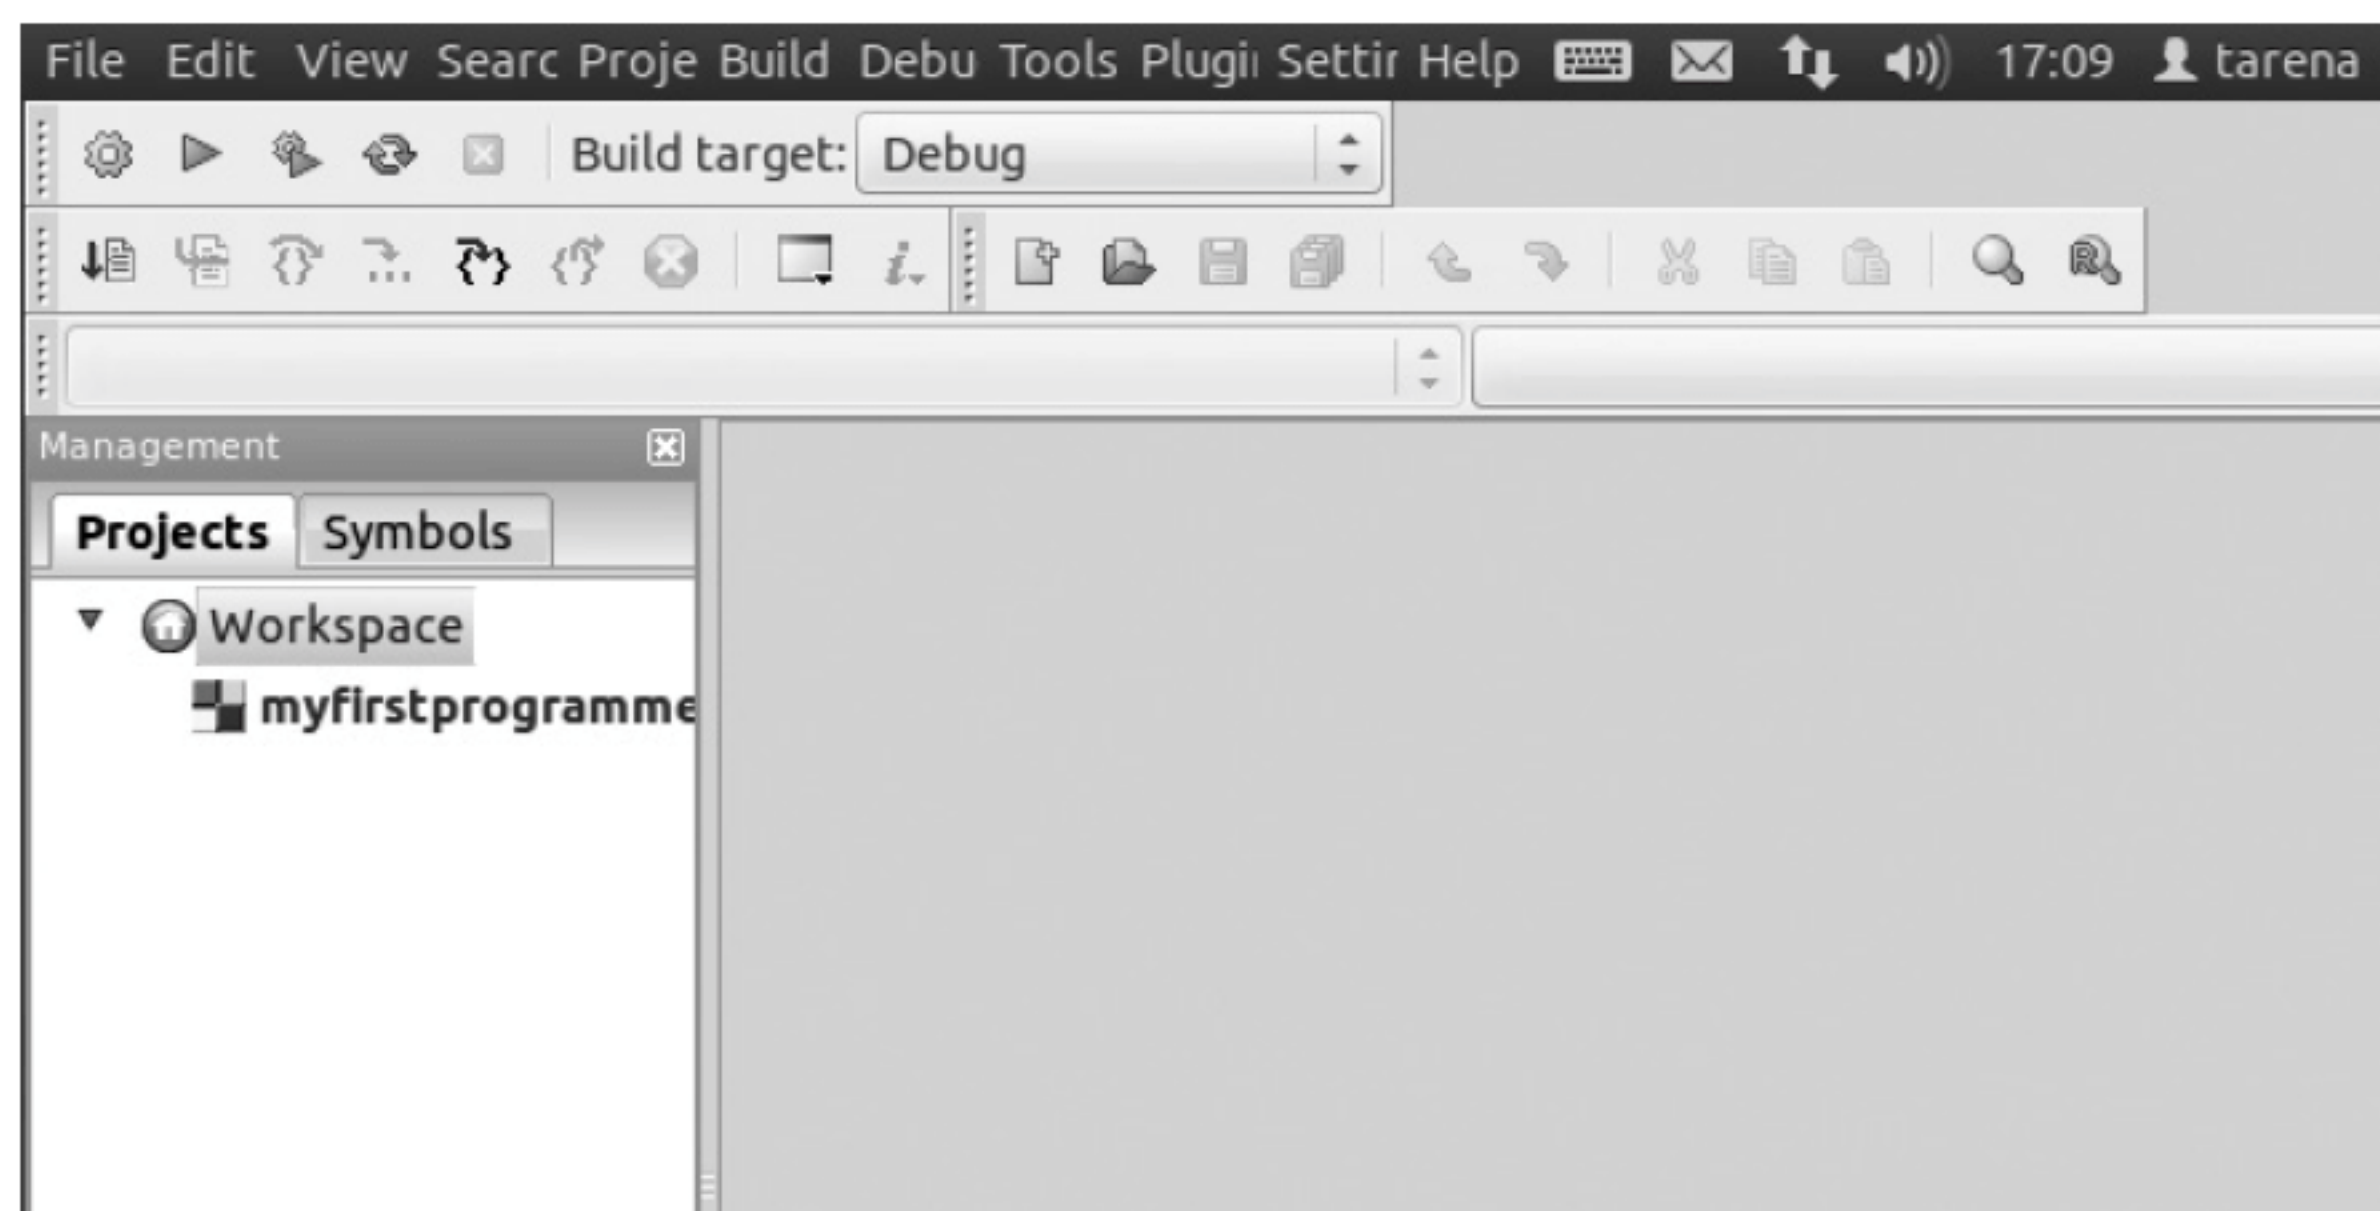 File Edit View Searc Proje Build Debu Tools Plugi Settir Help 17:09 tarena
Build target: Debug
Management
Projects Symbols
Workspace
myfirstprogramme